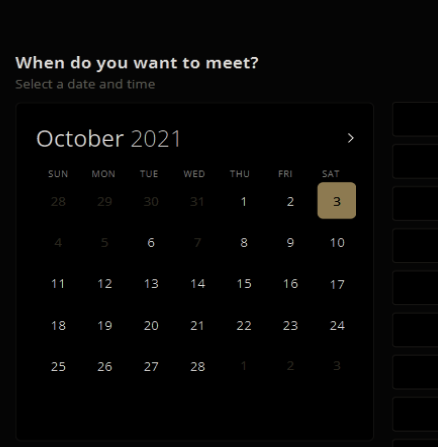 When do you want to meet?
Select a date and time
October 2021
SUN MON TUE WED THU FRI SAT
28 29 30 31 1 2 3
4 5 6 7 8 9 10
11 12 13 14 15 16 17
18 19 20 21 22 23 24
25 26 27 28 1 2 3